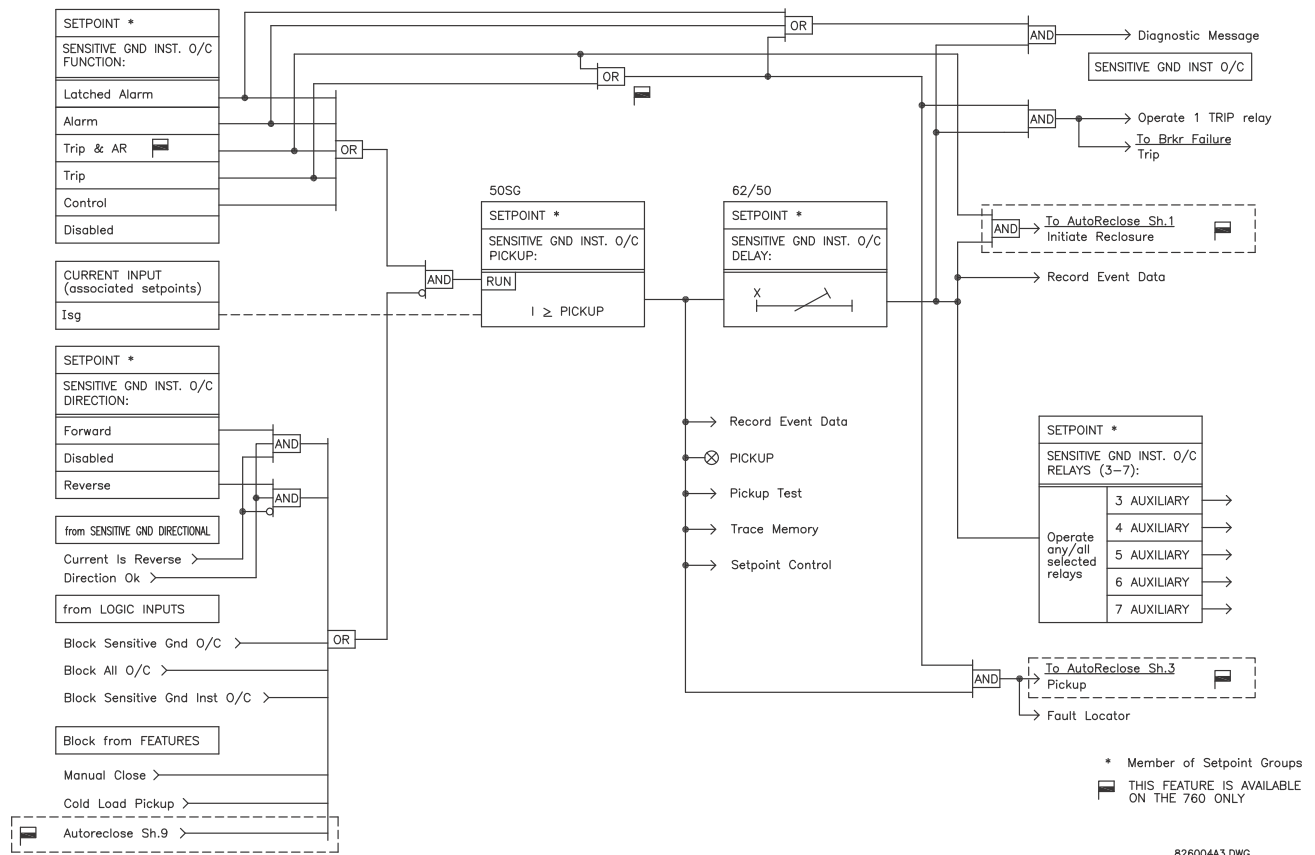 SETPOINT *
SENSITIVE GND INST. O/C
FUNCTION:
Latched Alarm
Alarm
Trip & AR
Trip
Control
Disabled
OR
CURRENT INPUT
(associated setpoints)
Isg
SETPOINT *
SENSITIVE GND INST. O/C
DIRECTION:
Forward
Disabled
Reverse
AND
AND
from SENSITIVE GND DIRECTIONAL
Current Is Reverse
Direction Ok
from LOGIC INPUTS
Block Sensitive Gnd O/C
Block All O/C
Block Sensitive Gnd Inst O/C
OR
Block from FEATURES
Manual Close
Cold Load Pickup
Autoreclose Sh.9
AND
50SG
SETPOINT *
SENSITIVE GND INST. O/C
PICKUP:
RUN
I ≥ PICKUP
62/50
SETPOINT *
SENSITIVE GND INST. O/C
DELAY:
X
Record Event Data
PICKUP
Pickup Test
Trace Memory
Setpoint Control
OR
OR
AND
Diagnostic Message
SENSITIVE GND INST O/C
AND
Operate 1 TRIP relay
To Brkr Failure
Trip
AND
To AutoReclose Sh.1
Initiate Reclosure
Record Event Data
SETPOINT *
SENSITIVE GND INST. O/C
RELAYS (3-7):
Operate
any/all
selected
relays
3 AUXILIARY
4 AUXILIARY
5 AUXILIARY
6 AUXILIARY
7 AUXILIARY
AND
To AutoReclose Sh.3
Pickup
Fault Locator
* Member of Setpoint Groups
THIS FEATURE IS AVAILABLE
ON THE 760 ONLY
826004A3.DWG